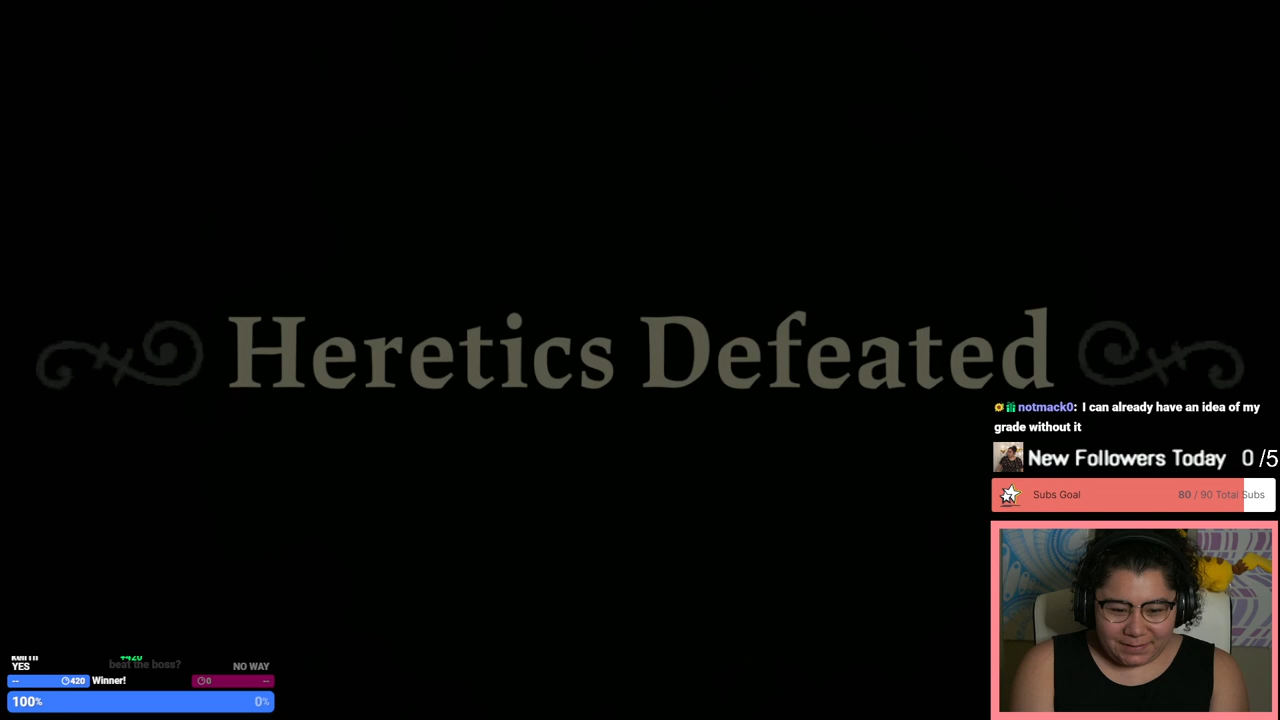 Heretics Defeated
notmack0: I can already have an idea of my
grade without it
New Followers Today 0 /5
Subs Goal 80 / 90 Total Subs
+420
beat the boss?
YES NO WAY
-- 420 Winner! 0 --
100% 0%